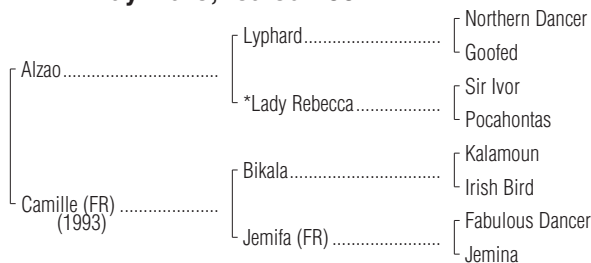 Lyphard.......................................... Northern Dancer
Goofed
Alzao...............................................
*Lady Rebecca.......................... Sir Ivor
Pocahontas
Bikala.............................................. Kalamoun
Irish Bird
Camille (FR) ..............................
(1993)
Jemifa (FR) ................................. Fabulous Dancer
Jemina